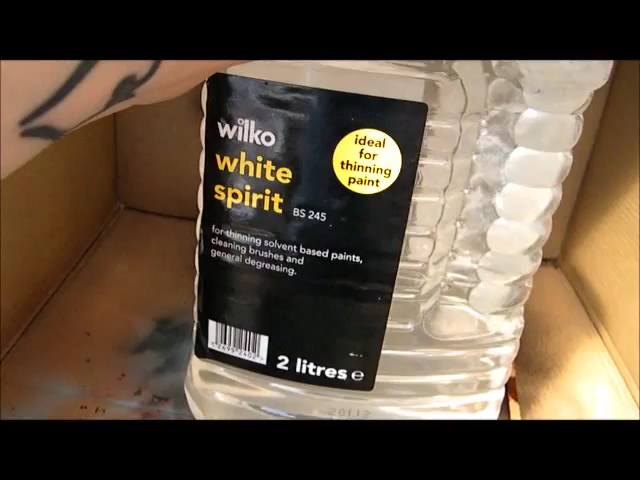 wilko
white
spirit BS 245
ideal
for
thinning
paint
for thinning solvent based paints,
cleaning brushes and
general degreasing.
2 litres e